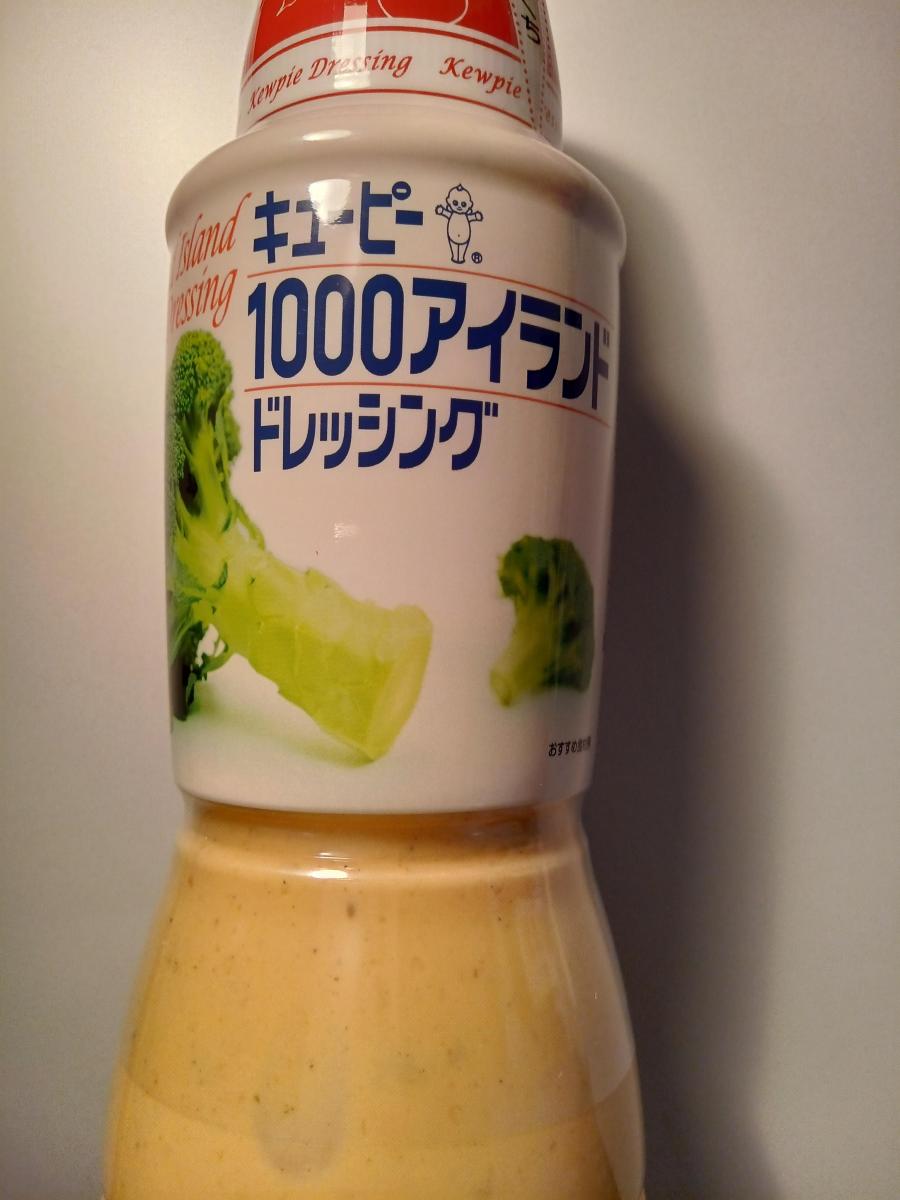 Kewpie Dressing Kewpie
Island
Dressing
キユーピー
®
1000アイランド
ドレッシング
おすすめ